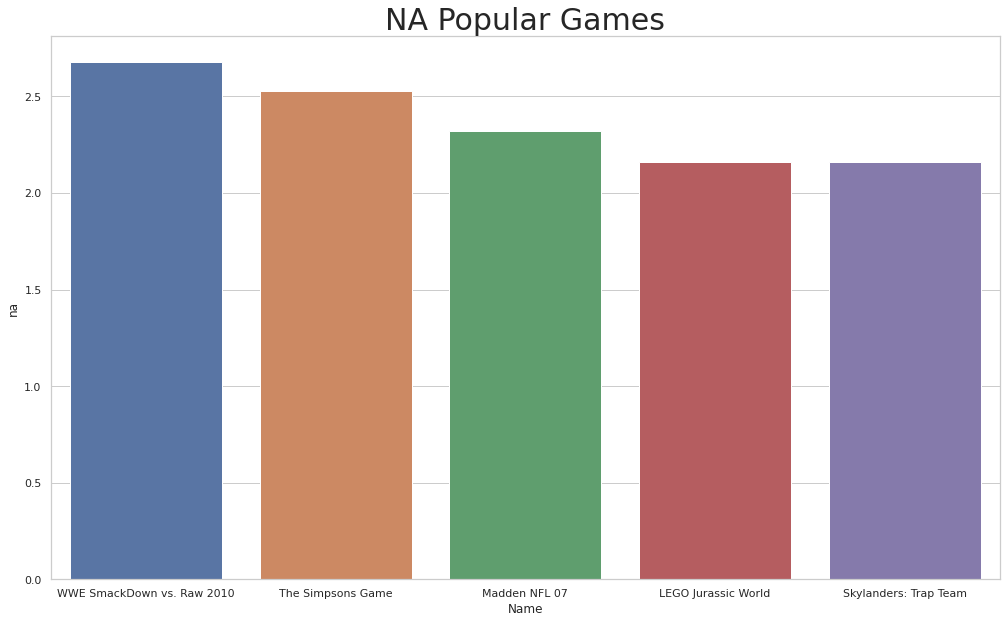 NA Popular Games
2.5
2.0
1.5
1.0
0.5
0.0
na
WWE SmackDown vs. Raw 2010
The Simpsons Game
Madden NFL 07
LEGO Jurassic World
Skylanders: Trap Team
Name